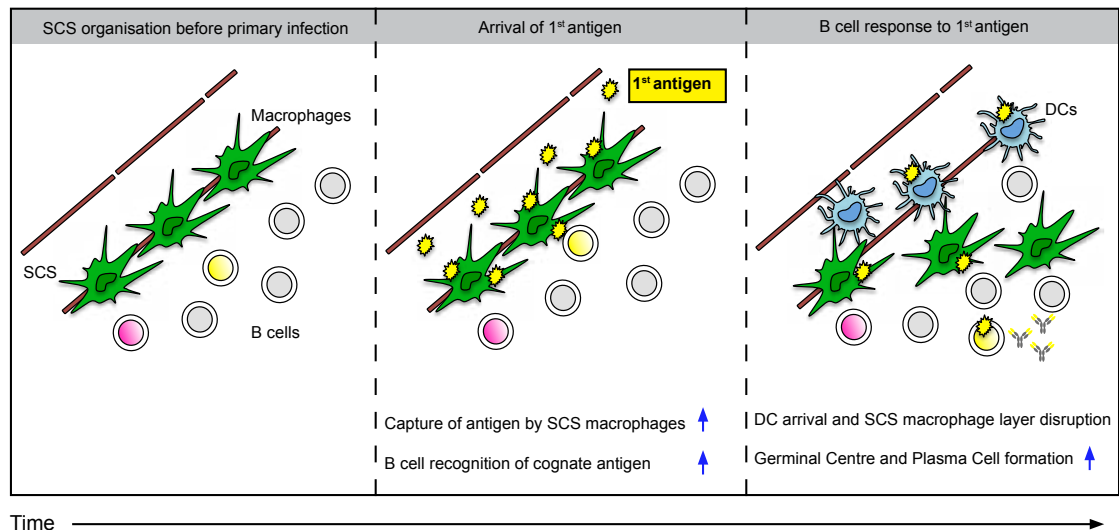 SCS organisation before primary infection
Arrival of 1st antigen
B cell response to 1st antigen
Macrophages
SCS
B cells
1st antigen
DCs
Capture of antigen by SCS macrophages
B cell recognition of cognate antigen
DC arrival and SCS macrophage layer disruption
Germinal Centre and Plasma Cell formation
Time